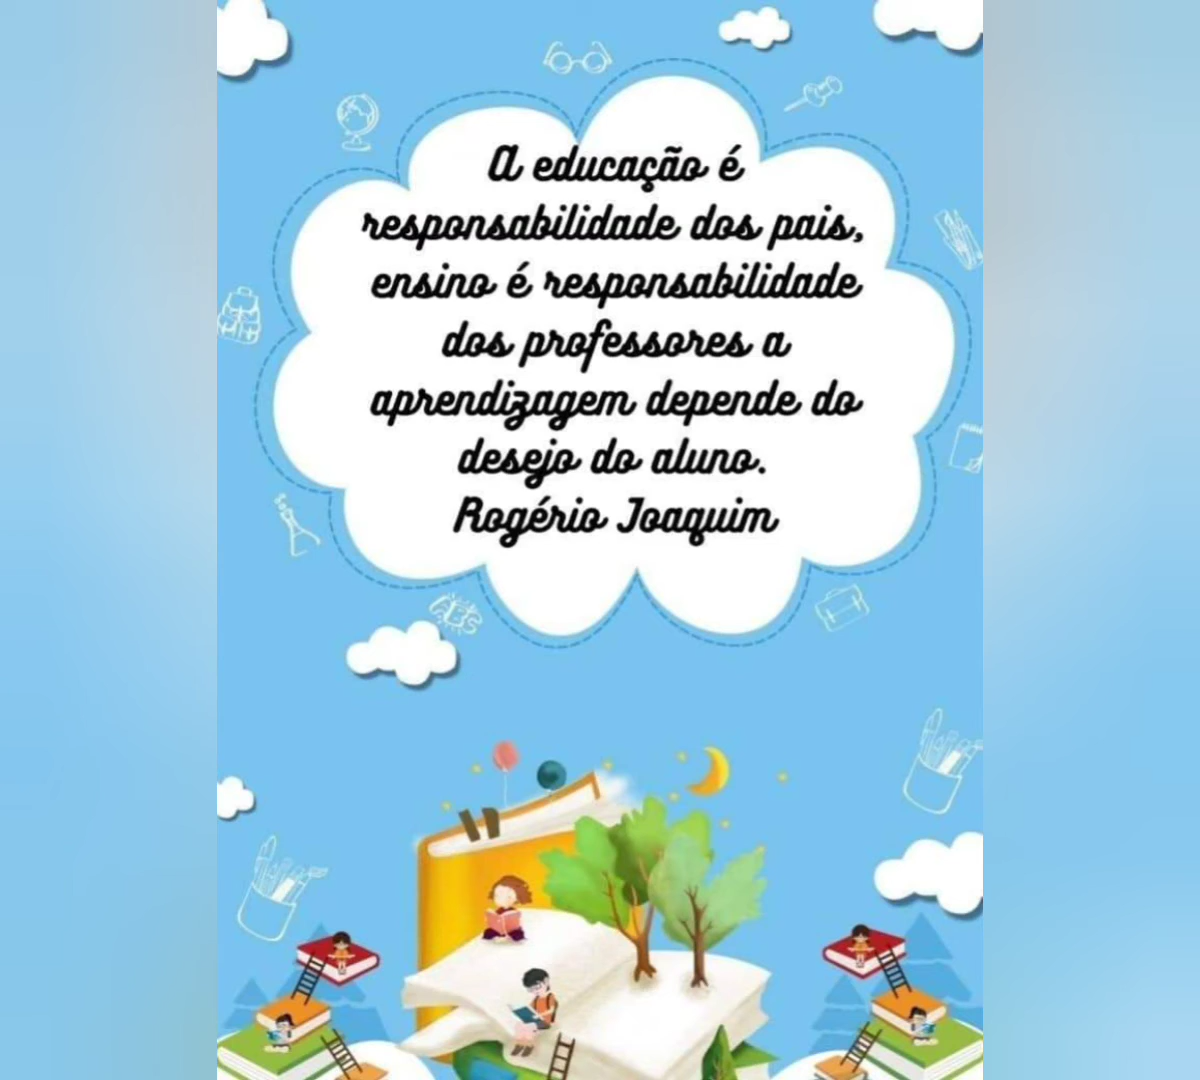 A educação é
responsabilidade dos pais,
ensino é responsabilidade
dos professores a
aprendizagem depende do
desejo do aluno.
Rogério Joaquim